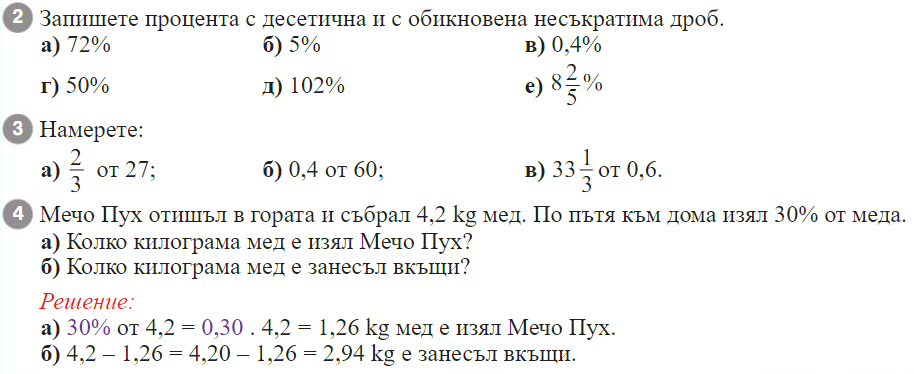 2 Запишете процента с десетична и с обикновена несъкратима дроб.
а) 72% б) 5% в) 0,4%
г) 50% д) 102% е) 8 2/5 %
3 Намерете:
а) 2/3 от 27; б) 0,4 от 60; в) 33 1/3 от 0,6.
4 Мечо Пух отишъл в гората и събрал 4,2 kg мед. По пътя към дома изял 30% от меда.
а) Колко килограма мед е изял Мечо Пух?
б) Колко килограма мед е занесъл вкъщи?
Решение:
а) 30% от 4,2 = 0,30 . 4,2 = 1,26 kg мед е изял Мечо Пух.
б) 4,2 – 1,26 = 4,20 – 1,26 = 2,94 kg е занесъл вкъщи.